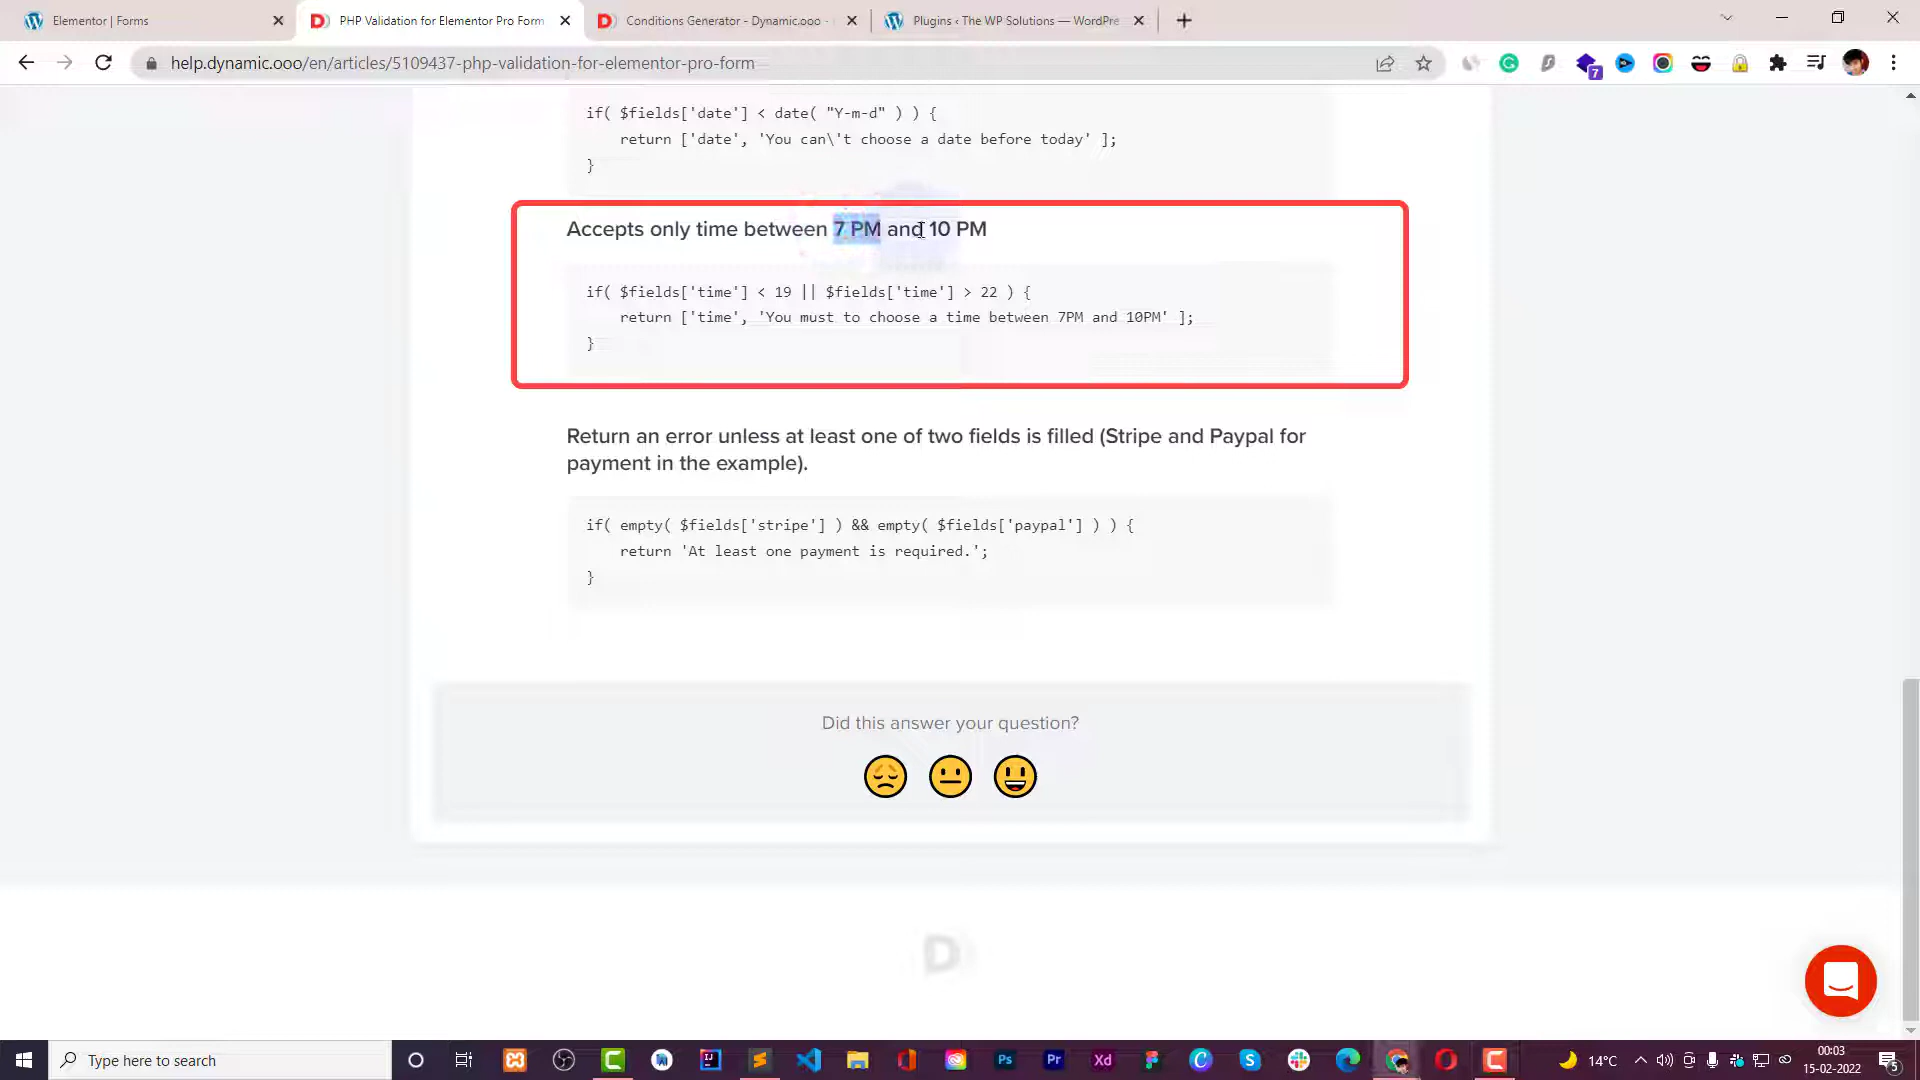 Elementor | Forms
PHP Validation for Elementor Pro Form
Conditions Generator - Dynamic.ooo -
Plugins ‹ The WP Solutions — WordPre
help.dynamic.ooo/en/articles/5109437-php-validation-for-elementor-pro-form
7
if( $fields['date'] < date( "Y-m-d" ) ) {
return ['date', 'You can\'t choose a date before today' ];
}
Accepts only time between 7 PM and 10 PM
if( $fields['time'] < 19 || $fields['time'] > 22 ) {
return ['time', 'You must to choose a time between 7PM and 10PM' ];
}
Return an error unless at least one of two fields is filled (Stripe and Paypal for
payment in the example).
if( empty( $fields['stripe'] ) && empty( $fields['paypal'] ) ) {
return 'At least one payment is required.';
}
Did this answer your question?
D
Type here to search
Ps
Pr
Xd
14°C
00:03
15-02-2022
5